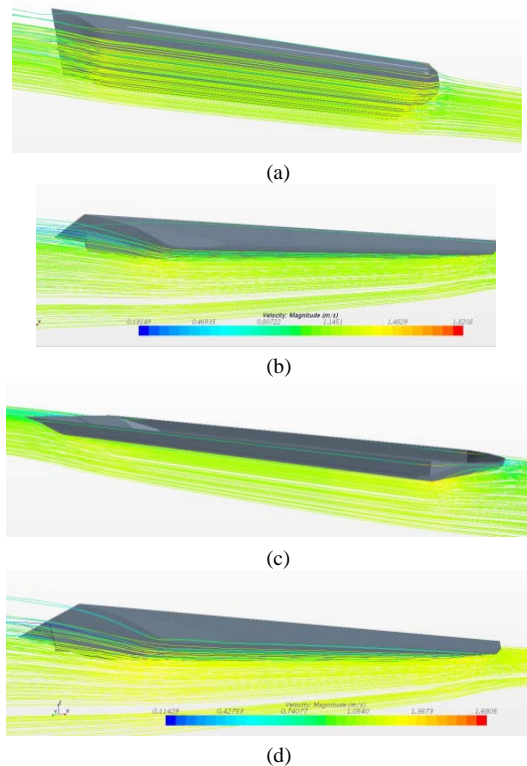 (a)
Velocity: Magnitude (m/s)
0.13149 0.46935 0.80722 1.1451 1.4829 1.8208
(b)
(c)
Velocity: Magnitude (m/s)
0.11429 0.42753 0.74077 1.0540 1.3673 1.6805
(d)